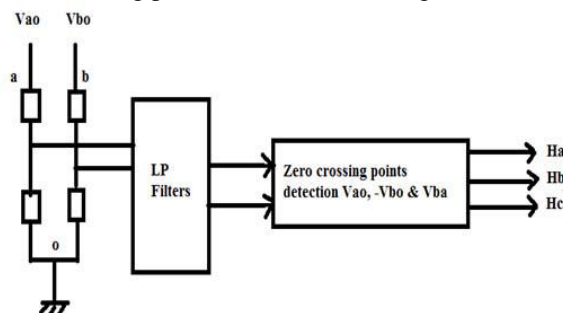 Vao Vbo
a b
LP
Filters
Zero crossing points
detection Vao, -Vbo & Vba
Ha
Hb
Hc
o